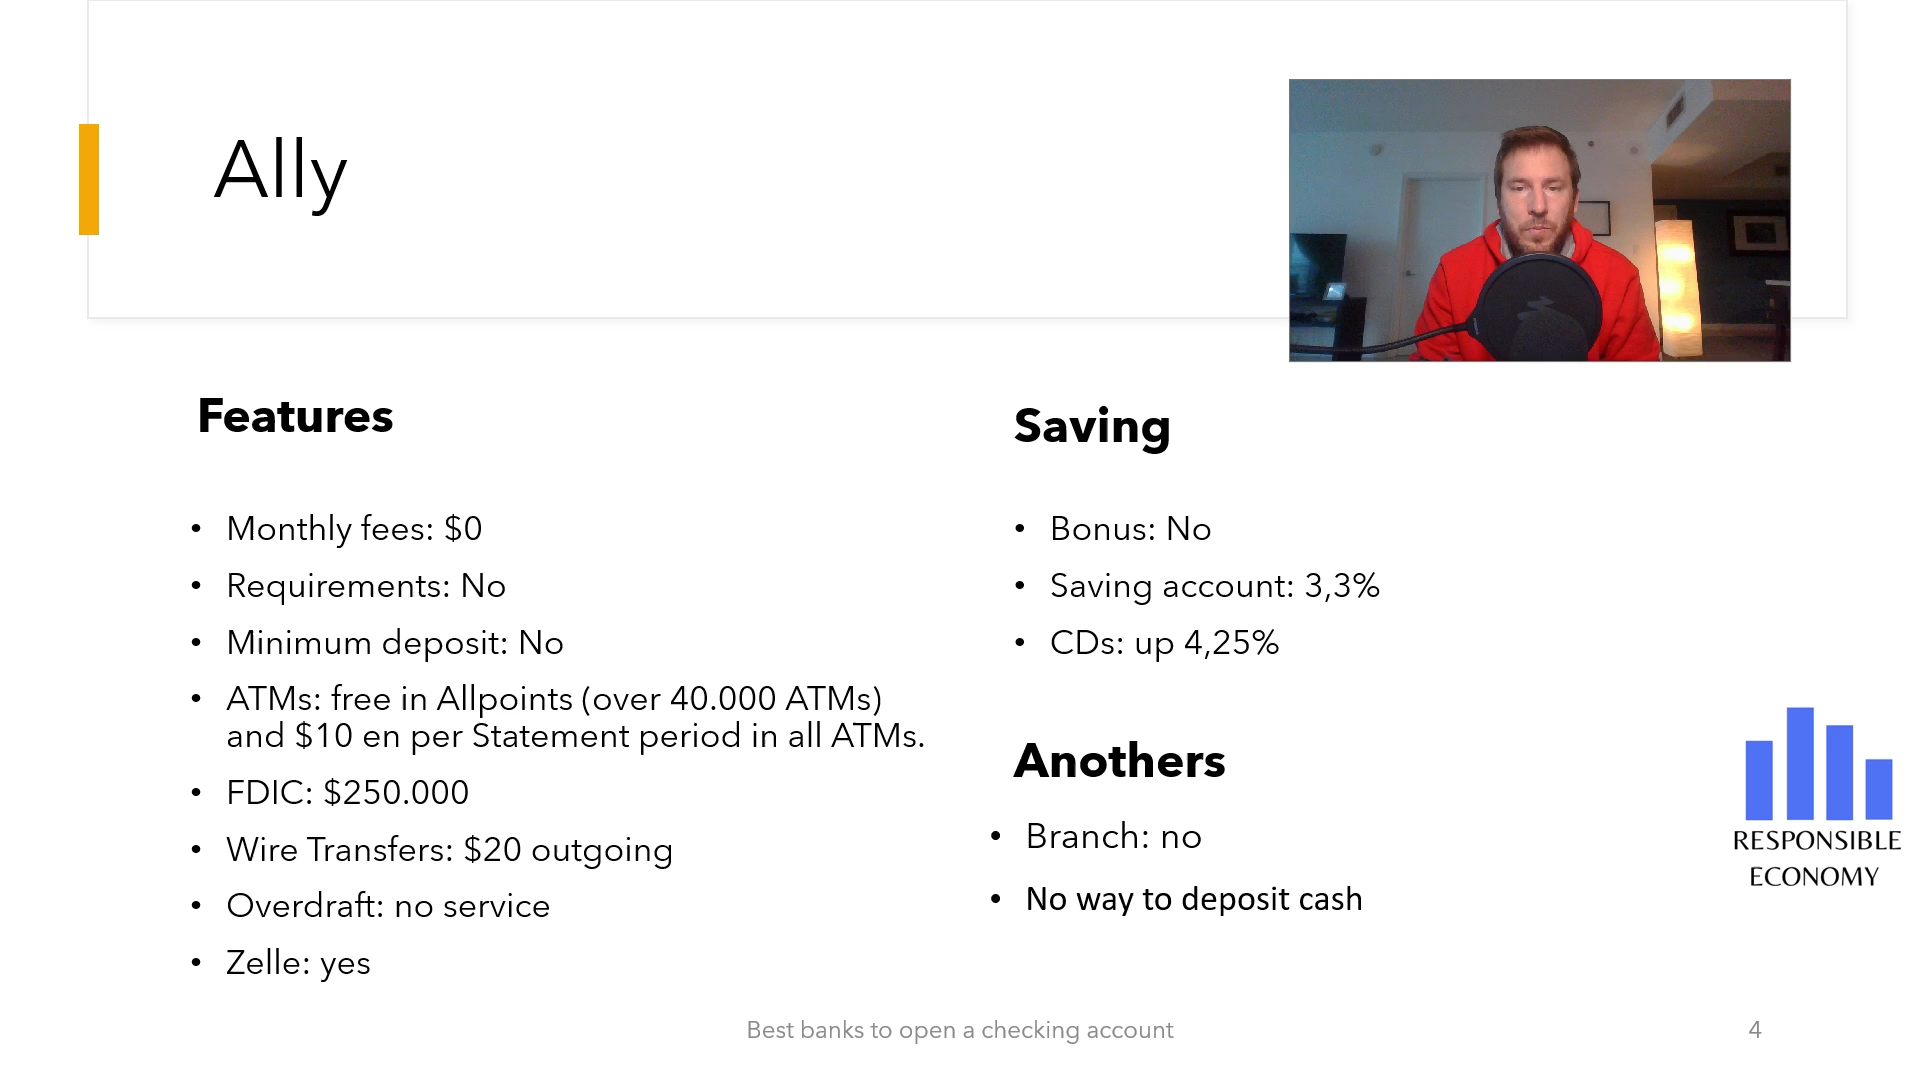 Ally
Features
• Monthly fees: $0
• Requirements: No
• Minimum deposit: No
• ATMs: free in Allpoints (over 40.000 ATMs)
and $10 en per Statement period in all ATMs.
• FDIC: $250.000
• Wire Transfers: $20 outgoing
• Overdraft: no service
• Zelle: yes
Saving
• Bonus: No
• Saving account: 3,3%
• CDs: up 4,25%
Anothers
• Branch: no
• No way to deposit cash
RESPONSIBLE
ECONOMY
Best banks to open a checking account
4